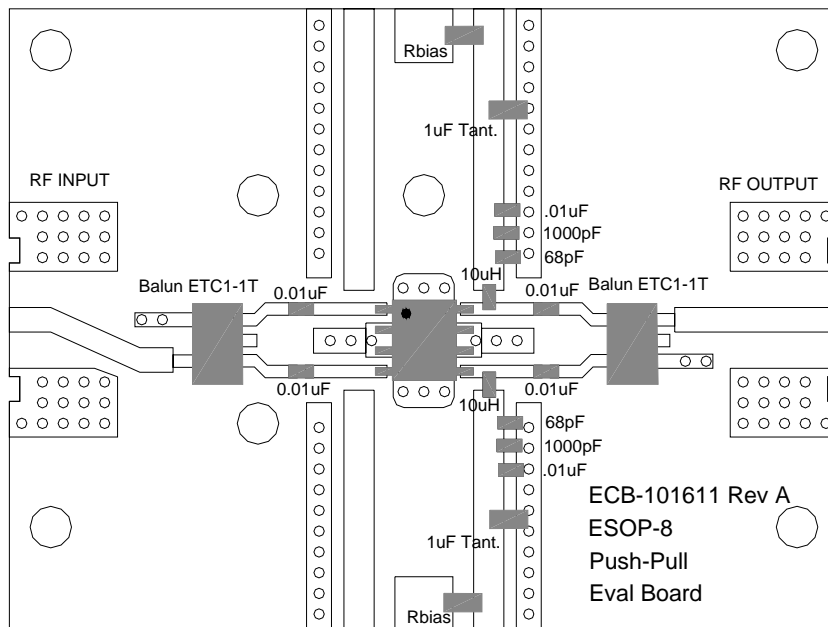 Rbias
1uF Tant.
RF INPUT
RF OUTPUT
.01uF
1000pF
68pF
10uH
Balun ETC1-1T
0.01uF
0.01uF
Balun ETC1-1T
0.01uF
0.01uF
10uH
68pF
1000pF
.01uF
1uF Tant.
Rbias
ECB-101611 Rev A
ESOP-8
Push-Pull
Eval Board